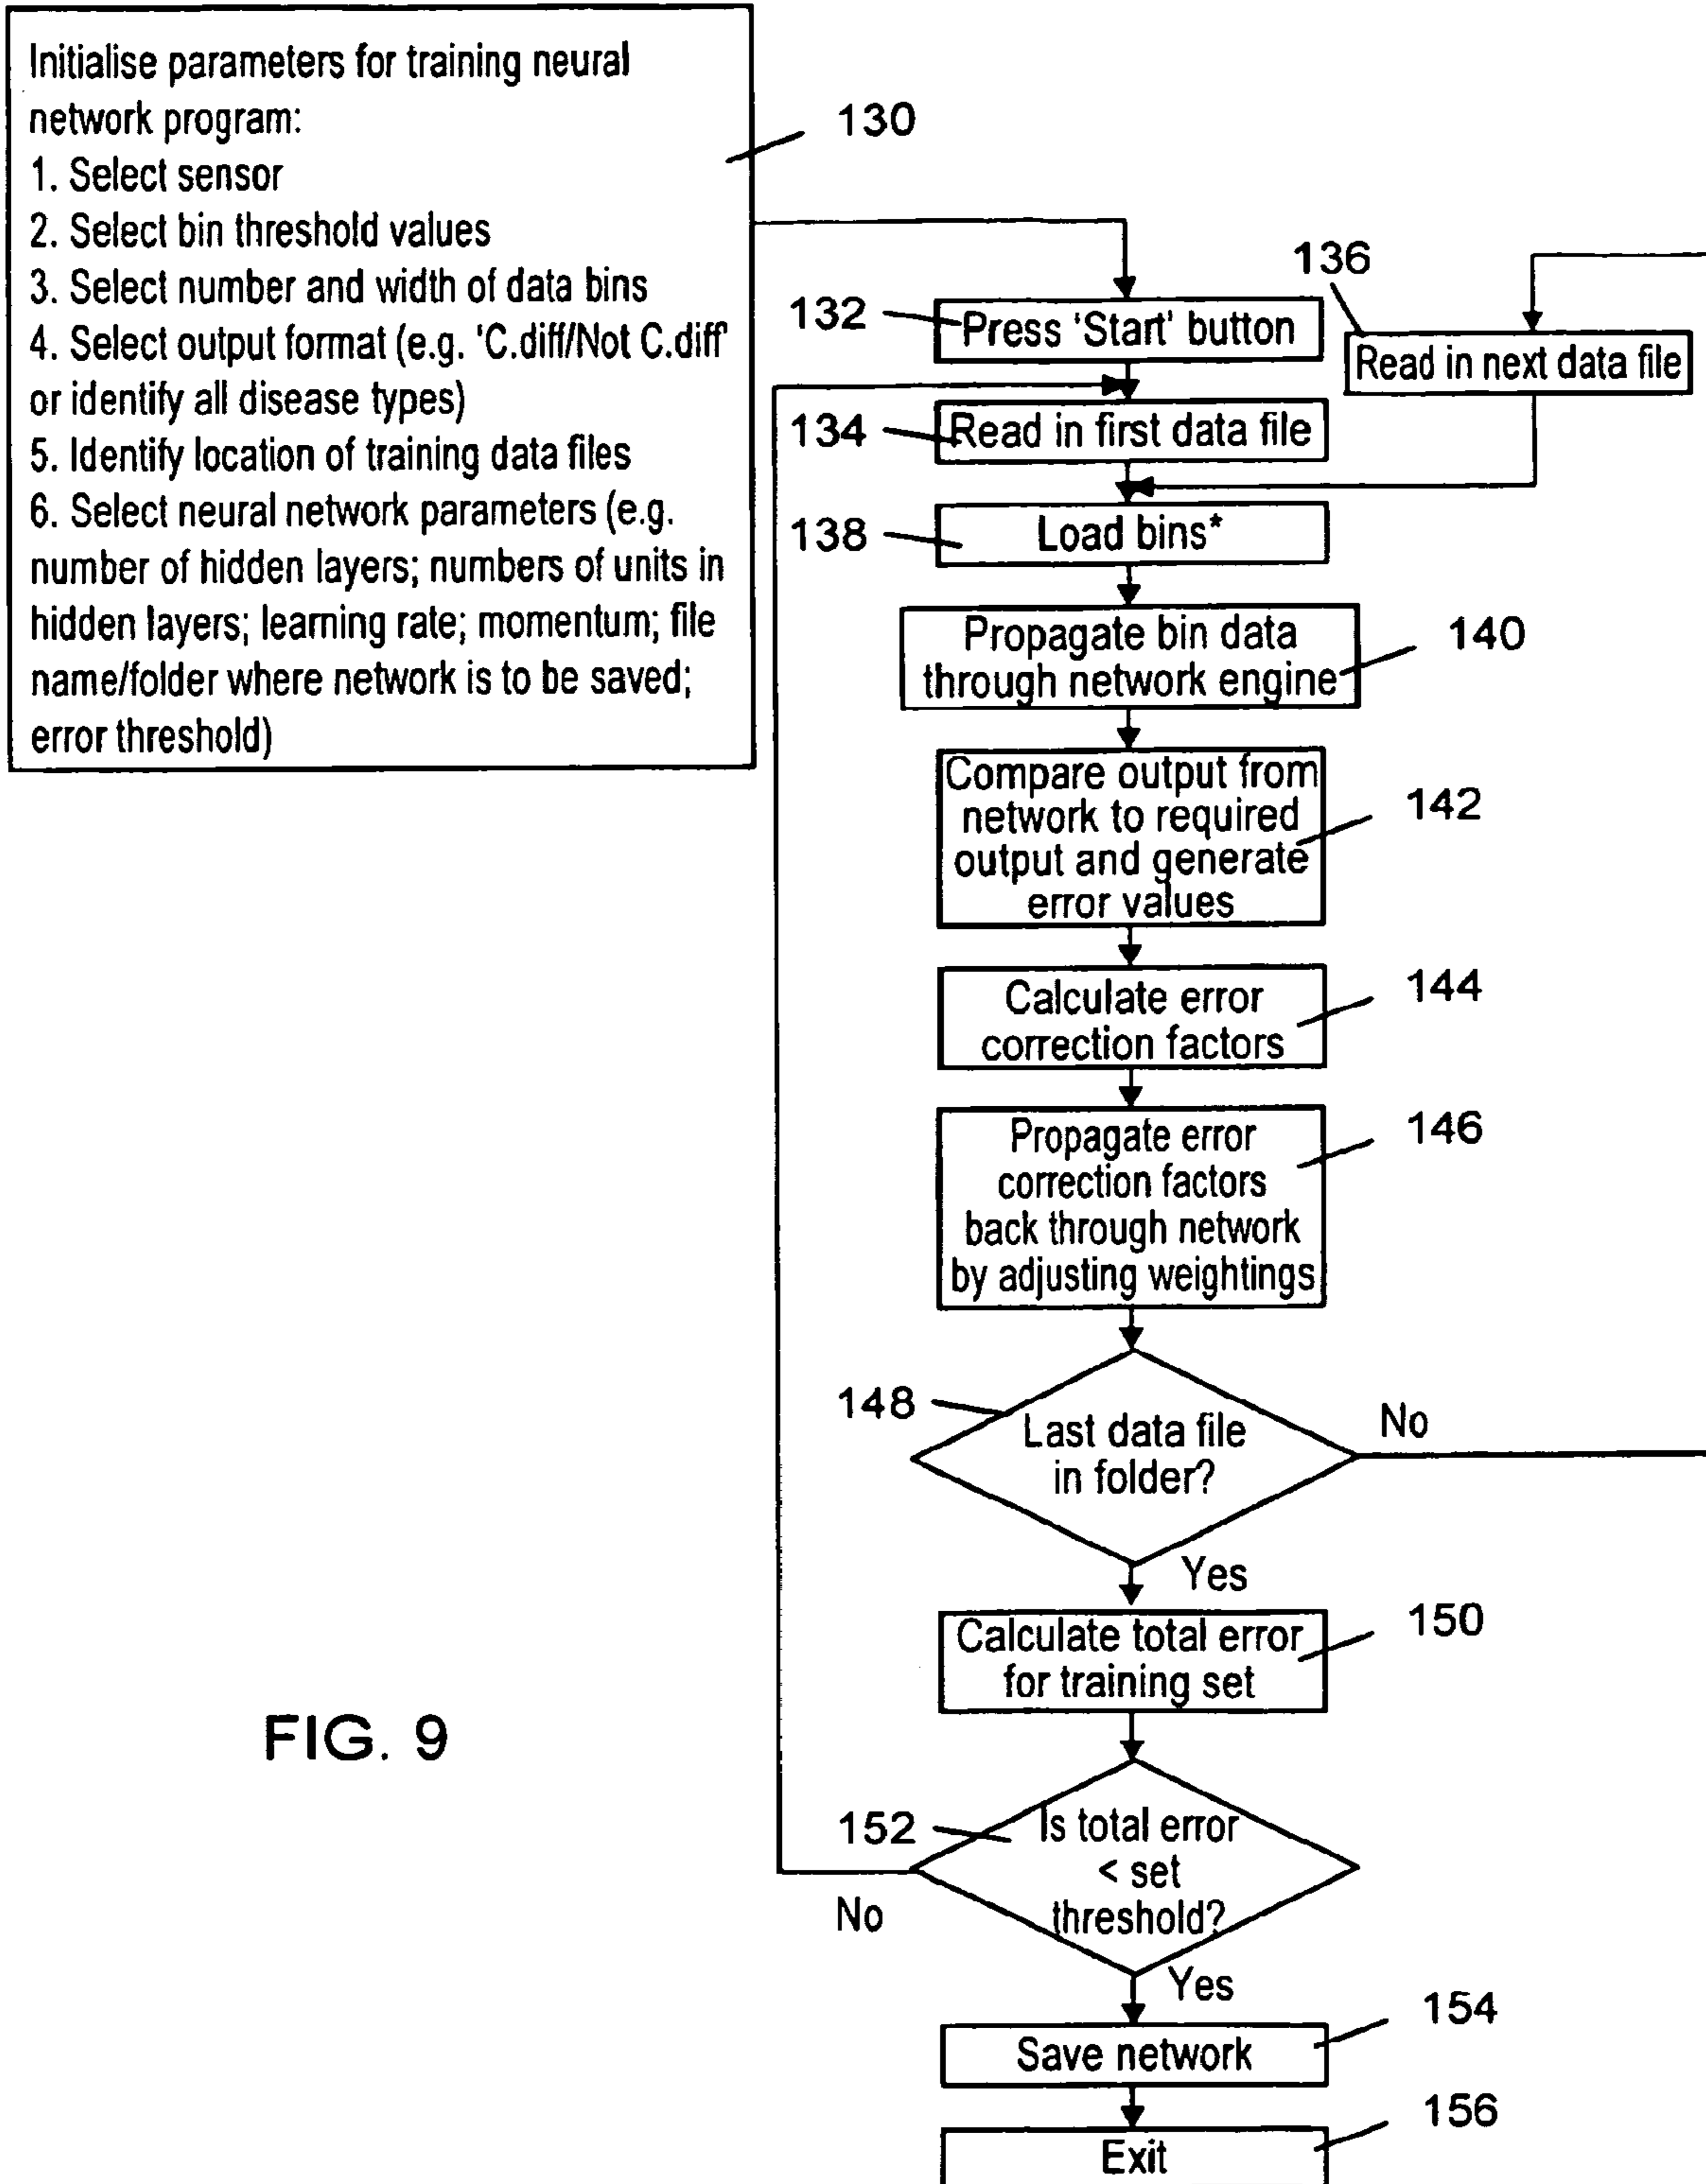 Initialise parameters for training neural
network program:
1. Select sensor
2. Select bin threshold values
3. Select number and width of data bins
4. Select output format (e.g. 'C.diff/Not C.diff'
or identify all disease types)
5. Identify location of training data files
6. Select neural network parameters (e.g.
number of hidden layers; numbers of units in
hidden layers; learning rate; momentum; file
name/folder where network is to be saved;
error threshold)
130
132
Press 'Start' button
136
Read in next data file
134
Read in first data file
138
Load bins*
Propagate bin data
through network engine
140
Compare output from
network to required
output and generate
error values
142
Calculate error
correction factors
144
Propagate error
correction factors
back through network
by adjusting weightings
146
148
Last data file
in folder?
No
Yes
Calculate total error
for training set
150
FIG. 9
152
Is total error
< set
threshold?
No
Yes
Save network
154
Exit
156